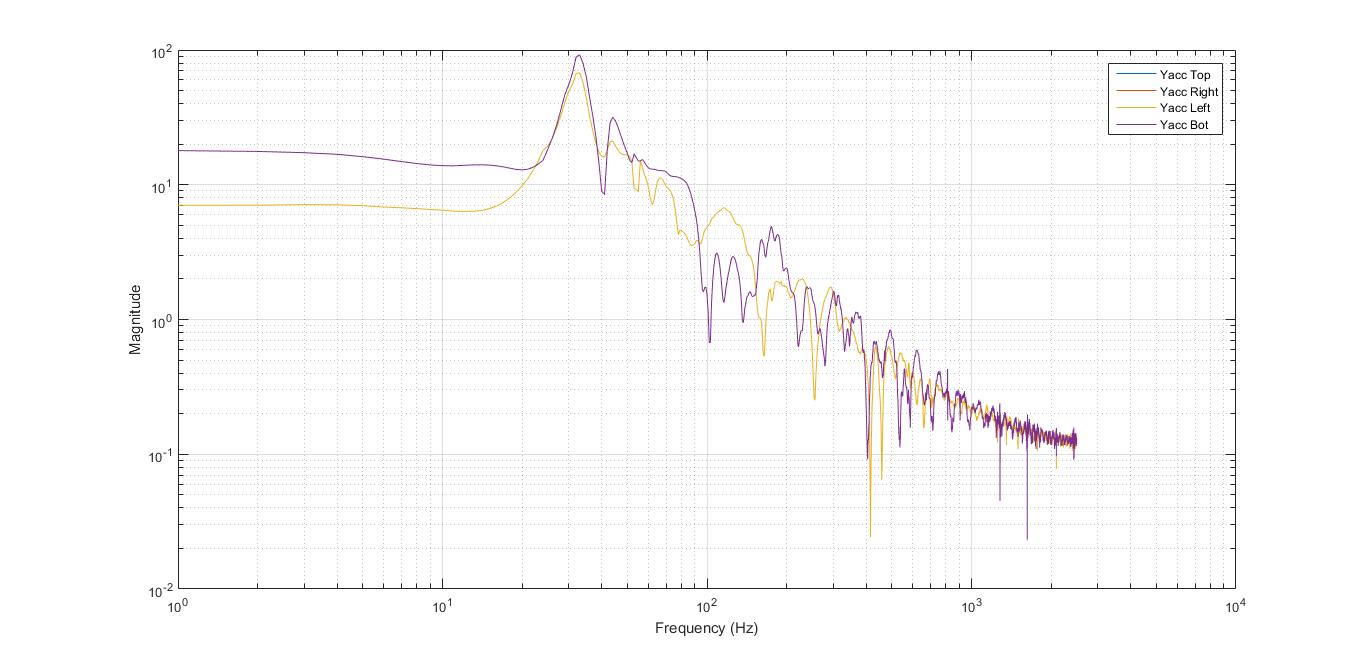 10^2
10^1
10^0
10^-1
10^-2
Magnitude
Yacc Top
Yacc Right
Yacc Left
Yacc Bot
10^0 10^1 10^2 10^3 10^4
Frequency (Hz)